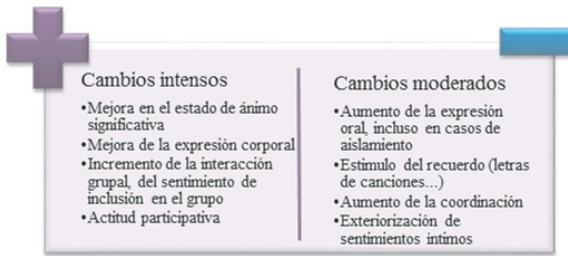 Cambios intensos
•Mejora en el estado de ánimo
significativa
•Mejora de la expresión corporal
•Incremento de la interacción
grupal, del sentimiento de
inclusión en el grupo
•Actitud participativa
Cambios moderados
•Aumento de la expresión
oral, incluso en casos de
aislamiento
•Estimulo del recuerdo (letras
de canciones...)
•Aumento de la coordinación
•Exteriorización de
sentimientos intimos